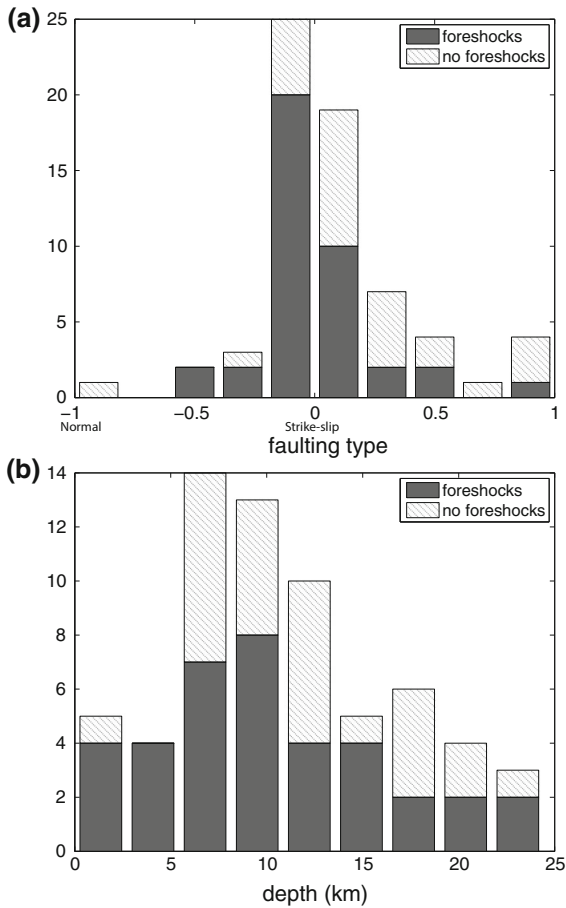 (a)
25
20
15
10
5
0
foreshocks
no foreshocks
−1 −0.5 0 0.5 1
Normal Strike-slip
faulting type
(b)
14
12
10
8
6
4
2
0
foreshocks
no foreshocks
0 5 10 15 20 25
depth (km)